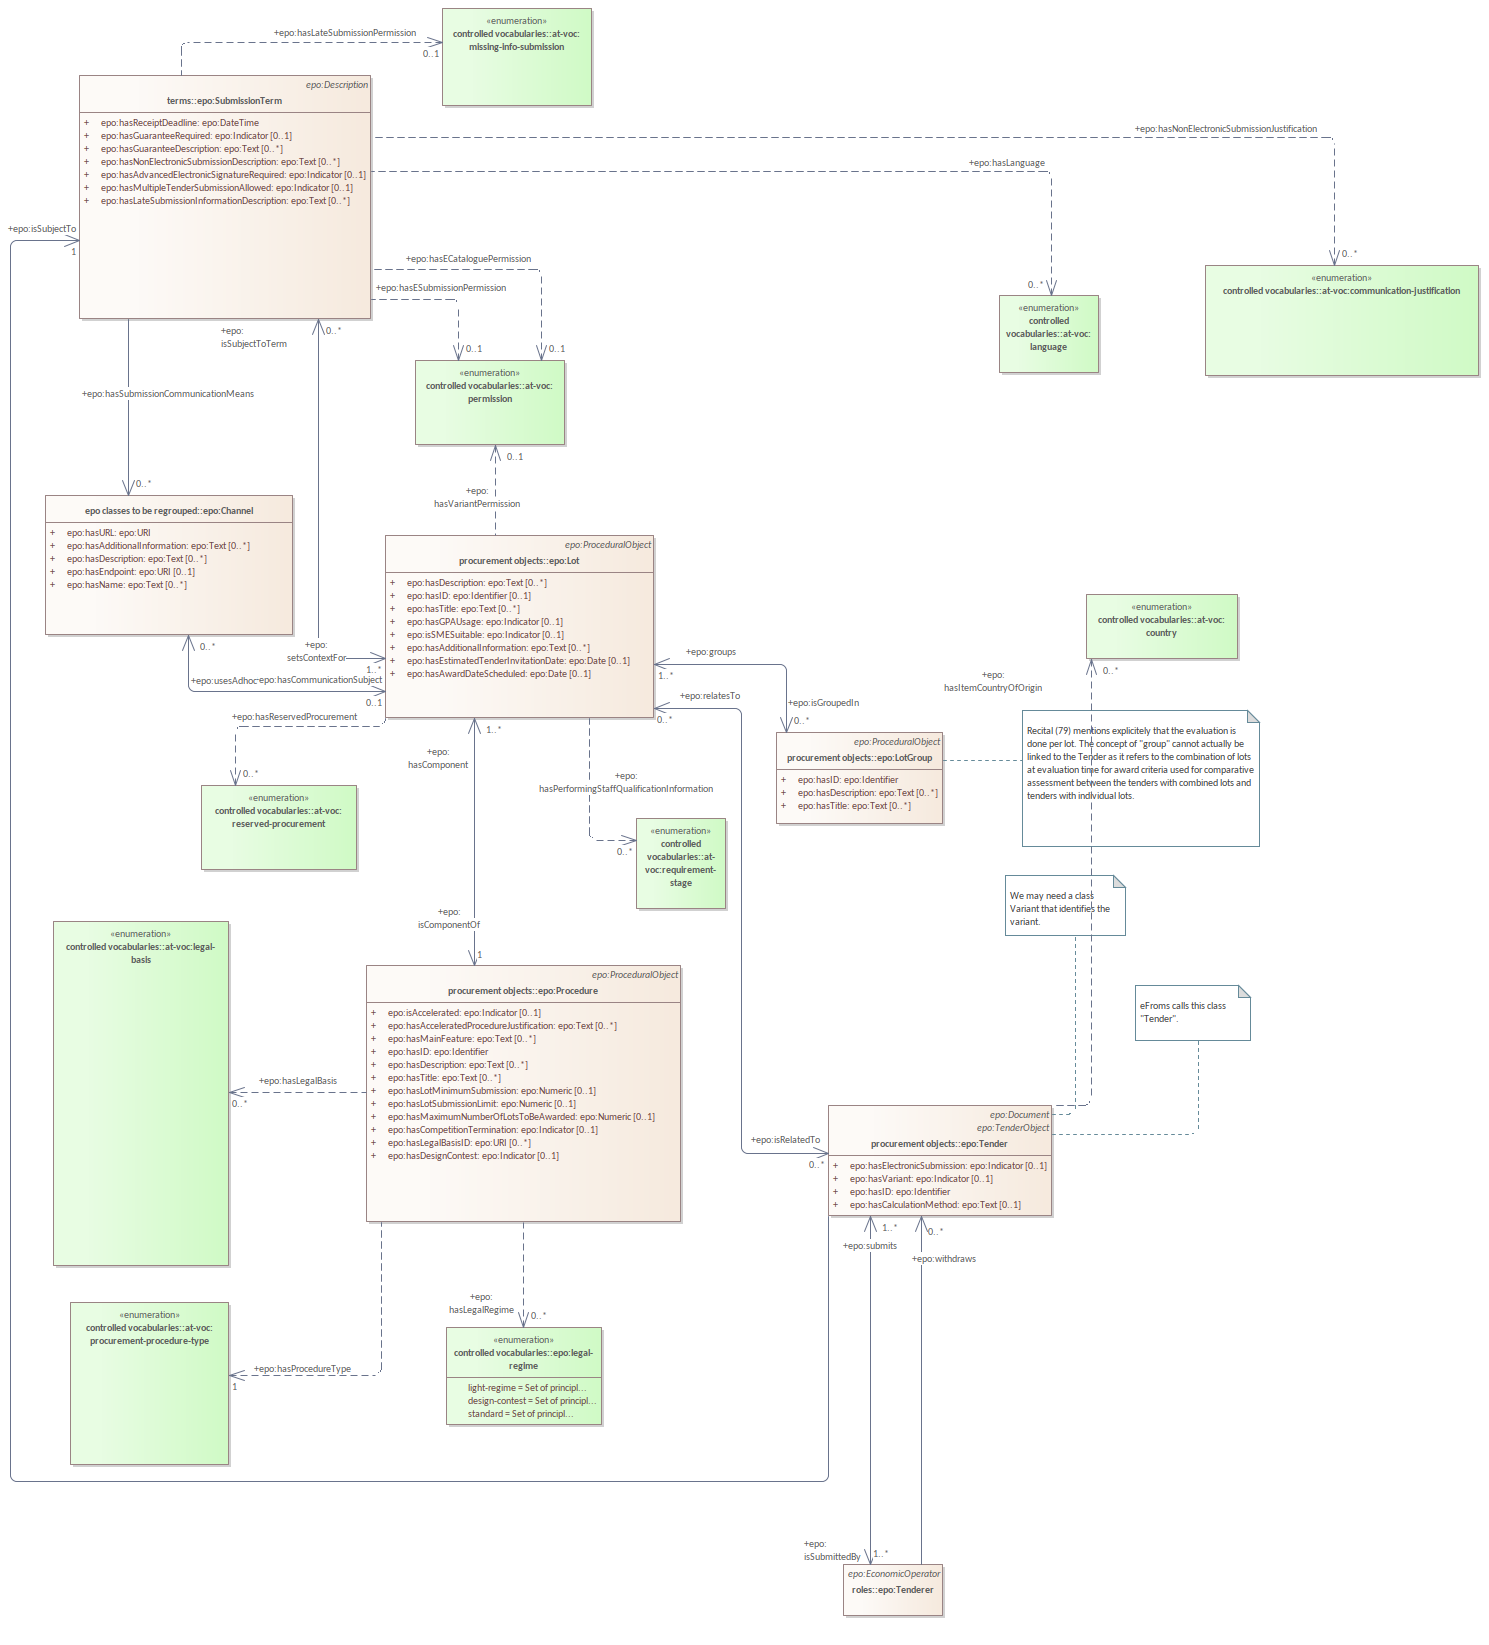 «enumeration»
controlled vocabularies::at-voc:
missing-info-submission
+epo:hasLateSubmissionPermission
0..1
epo:Description
terms::epo:SubmissionTerm
+ epo:hasReceiptDeadline: epo:DateTime
+ epo:hasGuaranteeRequired: epo:Indicator [0..1]
+ epo:hasGuaranteeDescription: epo:Text [0..*]
+ epo:hasNonElectronicSubmissionDescription: epo:Text [0..*]
+ epo:hasAdvancedElectronicSignatureRequired: epo:Indicator [0..1]
+ epo:hasMultipleTenderSubmissionAllowed: epo:Indicator [0..1]
+ epo:hasLateSubmissionInformationDescription: epo:Text [0..*]
+epo:hasNonElectronicSubmissionJustification
0..*
+epo:hasLanguage
0..*
+epo:isSubjectTo
1
+epo:hasECataloguePermission
0..1
+epo:hasESubmissionPermission
0..1
«enumeration»
controlled vocabularies::at-voc:communication-justification
«enumeration»
controlled
vocabularies::at-voc:
language
+epo:
isSubjectToTerm
0..*
«enumeration»
controlled vocabularies::at-voc:
permission
+epo:hasSubmissionCommunicationMeans
0..*
0..1
+epo:
hasVariantPermission
epo classes to be regrouped::epo:Channel
+ epo:hasURL: epo:URI
+ epo:hasAdditionalInformation: epo:Text [0..*]
+ epo:hasDescription: epo:Text [0..*]
+ epo:hasEndpoint: epo:URI [0..1]
+ epo:hasName: epo:Text [0..*]
epo:ProceduralObject
procurement objects::epo:Lot
+ epo:hasDescription: epo:Text [0..*]
+ epo:hasID: epo:Identifier [0..1]
+ epo:hasTitle: epo:Text [0..*]
+ epo:hasGPAUsage: epo:Indicator [0..1]
+ epo:isSMESuitable: epo:Indicator [0..1]
+ epo:hasAdditionalInformation: epo:Text [0..*]
+ epo:hasEstimatedTenderInvitationDate: epo:Date [0..1]
+ epo:hasAwardDateScheduled: epo:Date [0..1]
«enumeration»
controlled vocabularies::at-voc:
country
0..*
+epo:
setsContextFor
1..*
+epo:usesAdhoc
+epo:hasCommunicationSubject
0..1
0..*
+epo:groups
1..*
+epo:isGroupedIn
0..*
+epo:relatesTo
0..*
+epo:
hasItemCountryOfOrigin
0..*
+epo:hasReservedProcurement
0..*
«enumeration»
controlled vocabularies::at-voc:
reserved-procurement
1..*
+epo:
hasComponent
+epo:
hasPerformingStaffQualificationInformation
0..*
«enumeration»
controlled
vocabularies::at-
voc:requirement-
stage
epo:ProceduralObject
procurement objects::epo:LotGroup
+ epo:hasID: epo:Identifier
+ epo:hasDescription: epo:Text [0..*]
+ epo:hasTitle: epo:Text [0..*]
Recital (79) mentions explicitely that the evaluation is
done per lot. The concept of "group" cannot actually be
linked to the Tender as it refers to the combination of lots
at evaluation time for award criteria used for comparative
assessment between the tenders with combined lots and
tenders with individual lots.
We may need a class
Variant that identifies the
variant.
eFroms calls this class
"Tender".
+epo:
isComponentOf
1
«enumeration»
controlled vocabularies::at-voc:legal-
basis
epo:ProceduralObject
procurement objects::epo:Procedure
+ epo:isAccelerated: epo:Indicator [0..1]
+ epo:hasAcceleratedProcedureJustification: epo:Text [0..*]
+ epo:hasMainFeature: epo:Text [0..*]
+ epo:hasID: epo:Identifier
+ epo:hasDescription: epo:Text [0..*]
+ epo:hasTitle: epo:Text [0..*]
+ epo:hasLotMinimumSubmission: epo:Numeric [0..1]
+ epo:hasLotSubmissionLimit: epo:Numeric [0..1]
+ epo:hasMaximumNumberOfLotsToBeAwarded: epo:Numeric [0..1]
+ epo:hasCompetitionTermination: epo:Indicator [0..1]
+ epo:hasLegalBasisID: epo:URI [0..*]
+ epo:hasDesignContest: epo:Indicator [0..1]
+epo:hasLegalBasis
0..*
+epo:isRelatedTo
0..*
epo:Document
epo:TenderObject
procurement objects::epo:Tender
+ epo:hasElectronicSubmission: epo:Indicator [0..1]
+ epo:hasVariant: epo:Indicator [0..1]
+ epo:hasID: epo:Identifier
+ epo:hasCalculationMethod: epo:Text [0..1]
1..*
+epo:submits
0..*
+epo:withdraws
+epo:
hasLegalRegime
0..*
«enumeration»
controlled vocabularies::at-voc:
procurement-procedure-type
+epo:hasProcedureType
1
«enumeration»
controlled vocabularies::epo:legal-
regime
light-regime = Set of principl...
design-contest = Set of principl...
standard = Set of principl...
+epo:
isSubmittedBy
1..*
epo:EconomicOperator
roles::epo:Tenderer